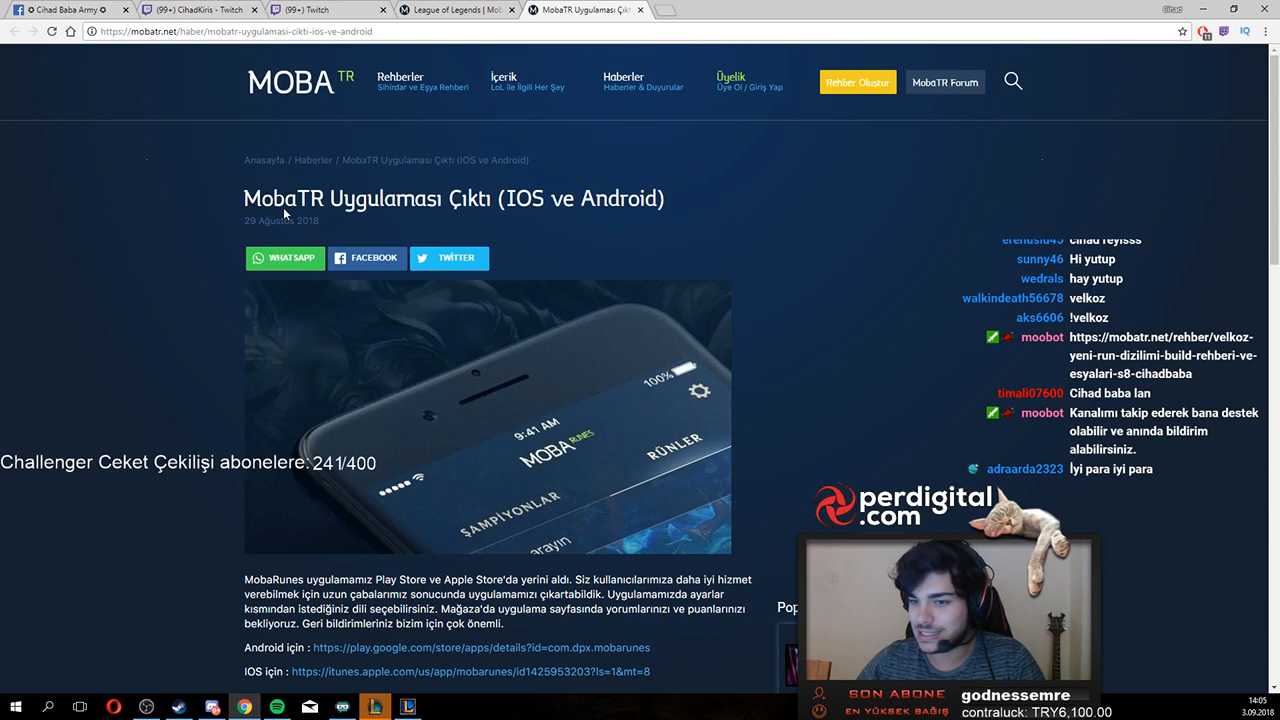 ✪ Cihad Baba Army ✪
(99+) CihadKiris - Twitch
(99+) Twitch
League of Legends | Mob
MobaTR Uygulaması Çıkt
Cihad
https://mobatr.net/haber/mobatr-uygulamasi-cikti-ios-ve-android
11
IQ
MOBA TR
Rehberler
Sihirdar ve Eşya Rehberi
İçerik
LoL ile İlgili Her Şey
Haberler
Haberler & Duyurular
Üyelik
Üye Ol / Giriş Yap
Rehber Oluştur
MobaTR Forum
Anasayfa / Haberler / MobaTR Uygulaması Çıktı (IOS ve Android)
MobaTR Uygulaması Çıktı (IOS ve Android)
29 Ağustos 2018
WHATSAPP
FACEBOOK
TWİTTER
100%
9:41 AM
MOBA RUNES
ŞAMPİYONLAR
RÜNLER
arayın
MobaRunes uygulamamız Play Store ve Apple Store'da yerini aldı. Siz kullanıcılarımıza daha iyi hizmet
verebilmek için uzun çabalarımız sonucunda uygulamamızı çıkartabildik. Uygulamamızda ayarlar
kısmından istediğiniz dili seçebilirsiniz. Mağaza'da uygulama sayfasında yorumlarınızı ve puanlarınızı
bekliyoruz. Geri bildirimleriniz bizim için çok önemli.
Android için : https://play.google.com/store/apps/details?id=com.dpx.mobarunes
IOS için : https://itunes.apple.com/us/app/mobarunes/id1425953203?ls=1&mt=8
Pop
Challenger Ceket Çekilişi abonelere: 241/400
cihad reyisss
sunny46 Hi yutup
wedrals hay yutup
walkindeath56678 velkoz
aks6606 !velkoz
moobot https://mobatr.net/rehber/velkoz-
yeni-run-dizilimi-build-rehberi-ve-
esyalari-s8-cihadbaba
timali07600 Cihad baba lan
moobot Kanalımı takip ederek bana destek
olabilir ve anında bildirim
alabilirsiniz.
adraarda2323 İyi para iyi para
perdigital
.com
SON ABONE godnessemre
EN YÜKSEK BAĞIŞ contraluck: TRY6,100.00
14:05
3.09.2018